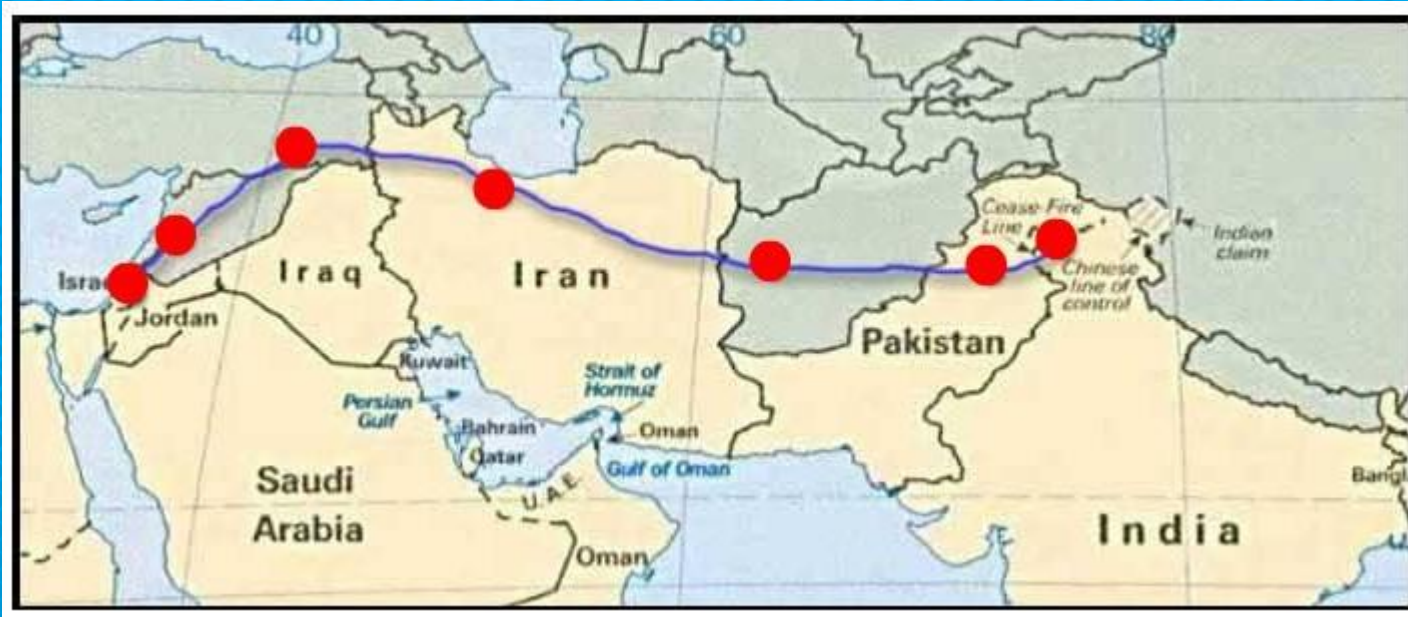 40
60
80
Cease-Fire
Line
Indian
claim
Chinese
line of
control
Isra
Iraq
Iran
Jordan
Pakistan
Kuwait
Strait of
Hormuz
Persian
Gulf
Bahrain
Oman
Qatar
Gulf of Oman
U.A.E.
Saudi
Arabia
Oman
India
Bangl